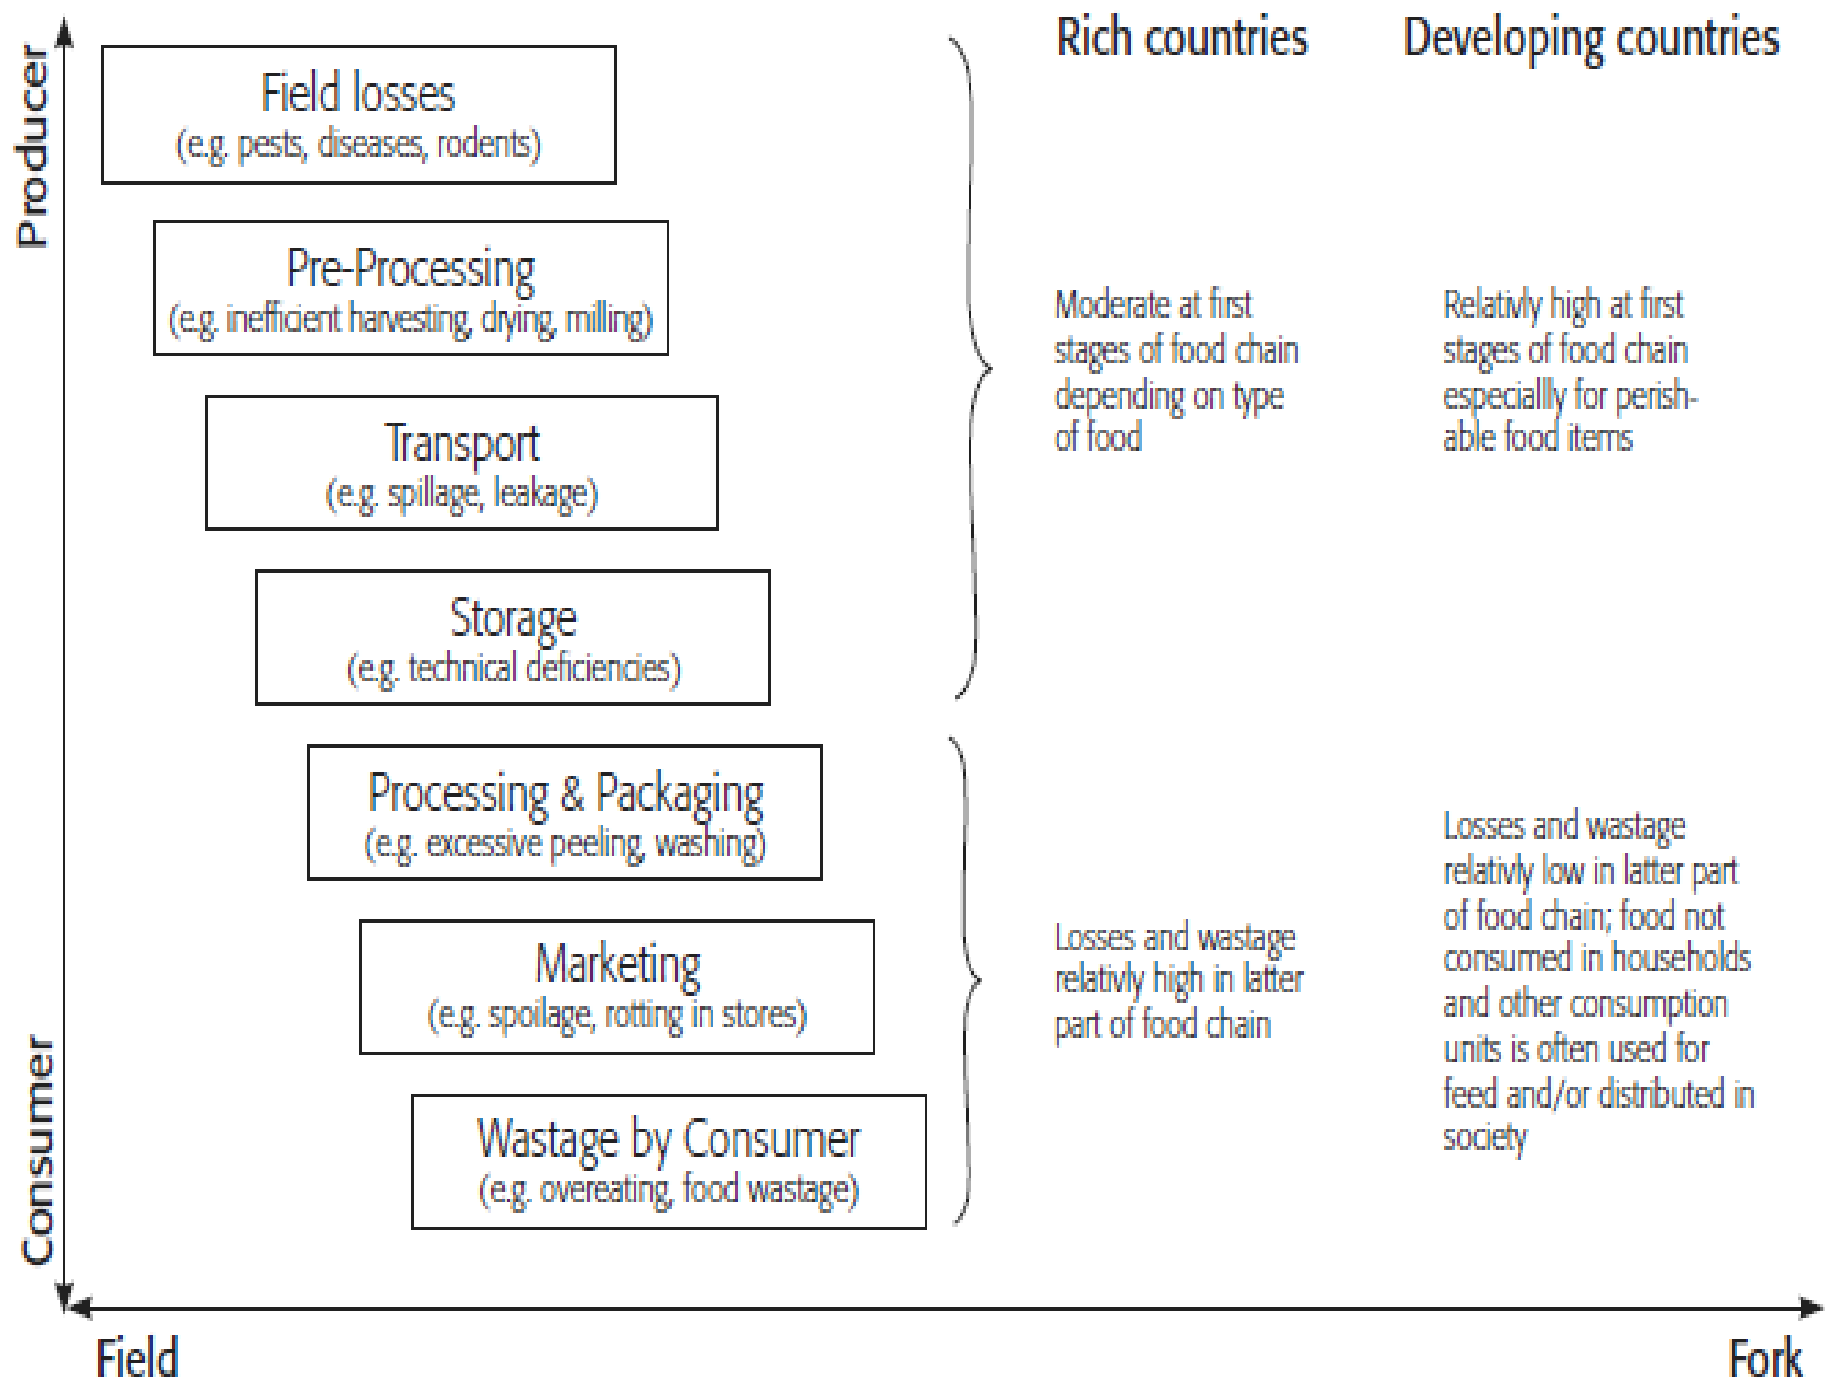 Rich countries
Developing countries
Producer
Field losses
(e.g. pests, diseases, rodents)
Pre-Processing
(e.g. inefficient harvesting, drying, milling)
Transport
(e.g. spillage, leakage)
Storage
(e.g. technical deficiencies)
Moderate at first
stages of food chain
depending on type
of food
Relativly high at first
stages of food chain
especiallly for perish-
able food items
Processing & Packaging
(e.g. excessive peeling, washing)
Marketing
(e.g. spoilage, rotting in stores)
Wastage by Consumer
(e.g. overeating, food wastage)
Losses and wastage
relativly high in latter
part of food chain
Losses and wastage
relativly low in latter part
of food chain; food not
consumed in households
and other consumption
units is often used for
feed and/or distributed in
society
Consumer
Field
Fork